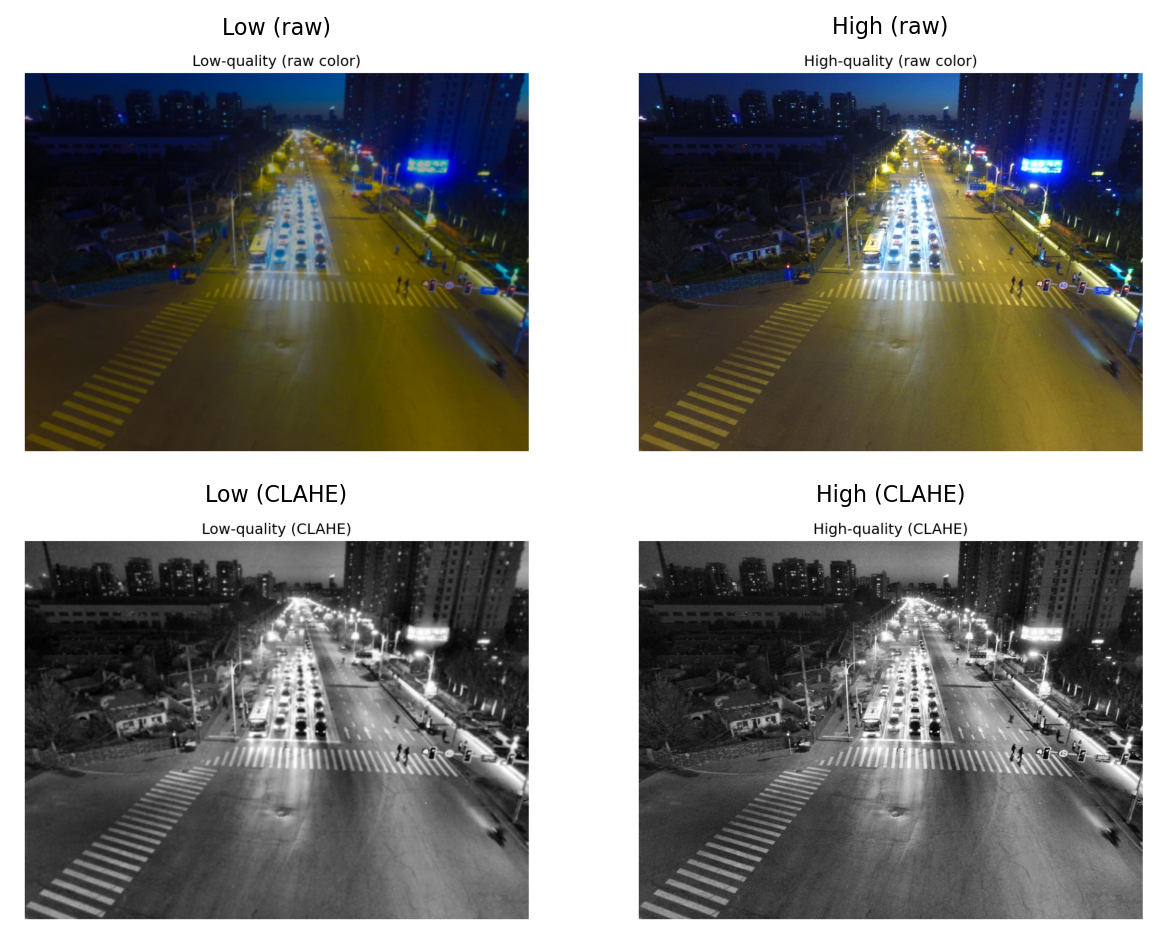 Low (raw)
High (raw)
Low-quality (raw color)
High-quality (raw color)
Low (CLAHE)
High (CLAHE)
Low-quality (CLAHE)
High-quality (CLAHE)